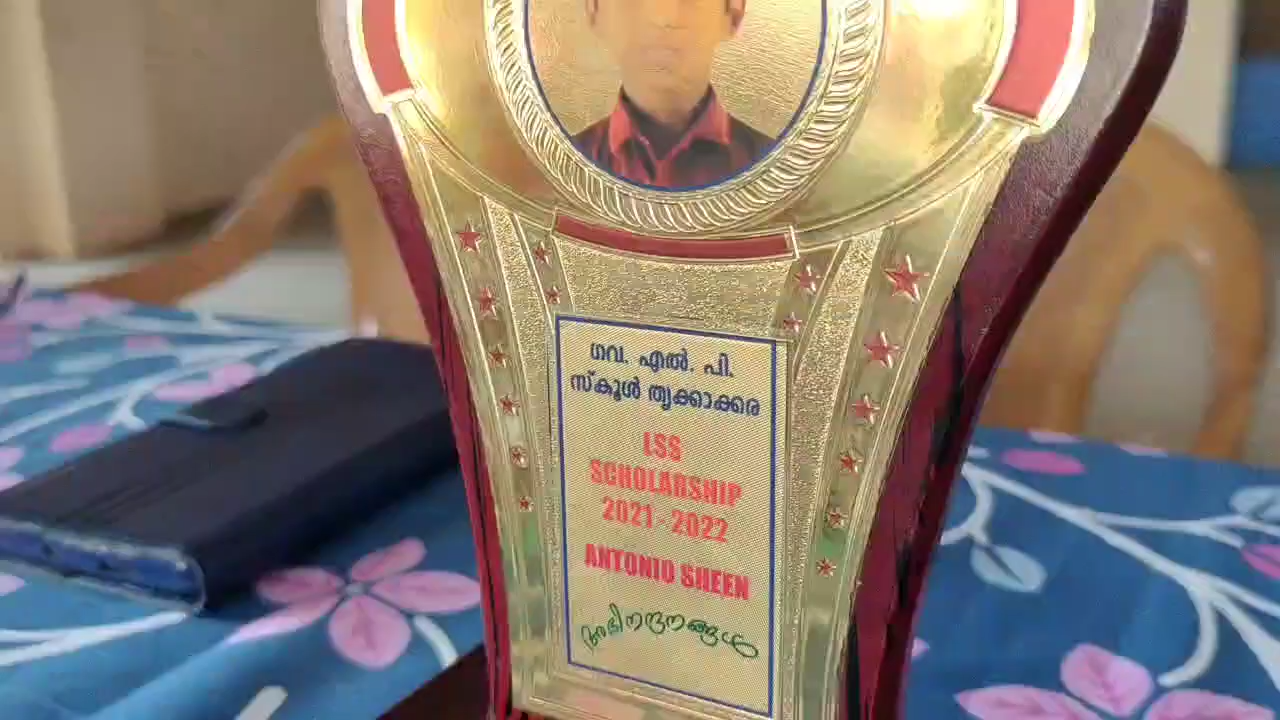 ഗവ. എൽ. പി.
സ്കൂൾ തൃക്കാക്കര
LSS
SCHOLARSHIP
2021 - 2022
ANTONIO SHEEN
അഭിനന്ദനങ്ങൾ